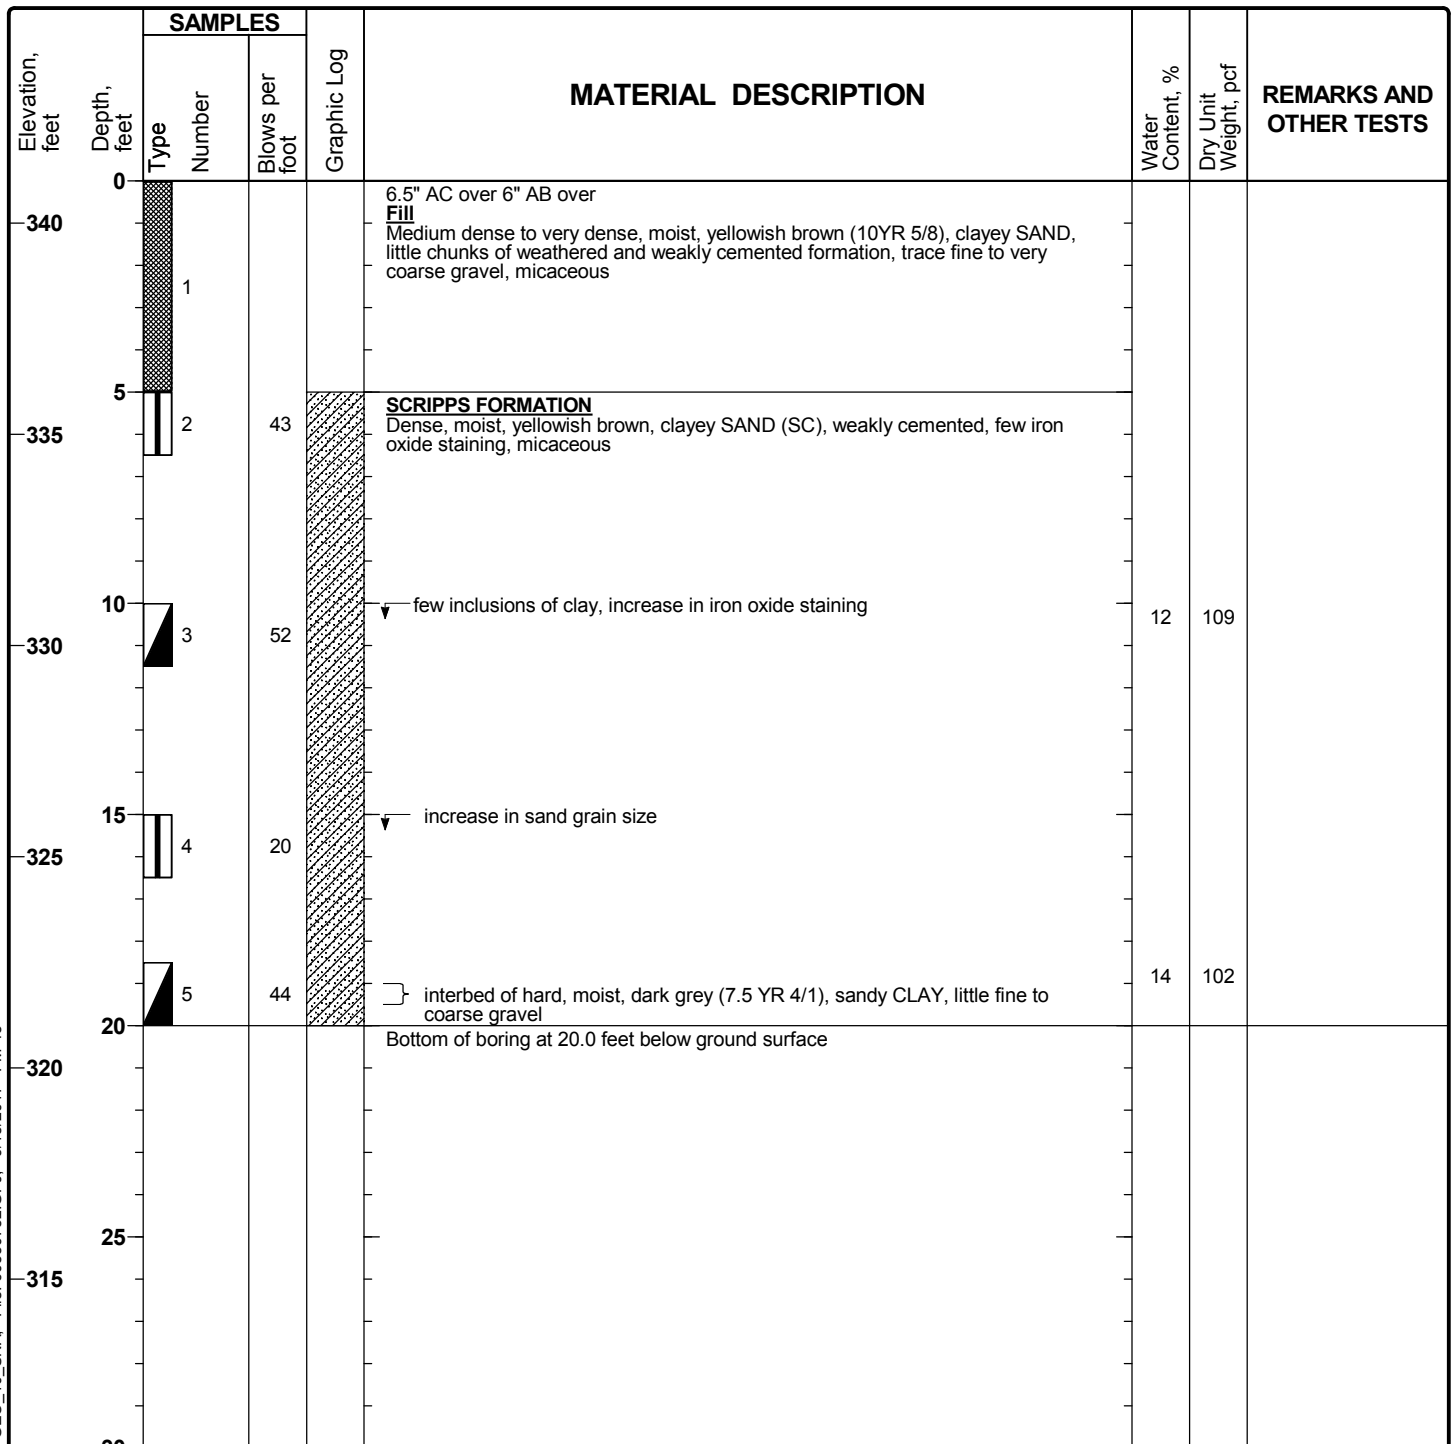 SAMPLES
Elevation,
feet
Depth,
feet
Type
Number
Blows per
foot
Graphic Log
MATERIAL DESCRIPTION
Water
Content, %
Dry Unit
Weight, pcf
REMARKS AND
OTHER TESTS
0
6.5" AC over 6" AB over
340
Fill
Medium dense to very dense, moist, yellowish brown (10YR 5/8), clayey SAND,
little chunks of weathered and weakly cemented formation, trace fine to very
coarse gravel, micaceous
1
5
SCRIPPS FORMATION
335
2
43
Dense, moist, yellowish brown, clayey SAND (SC), weakly cemented, few iron
oxide staining, micaceous
10
few inclusions of clay, increase in iron oxide staining
12
109
330
3
52
15
increase in sand grain size
325
4
20
14
102
5
44
interbed of hard, moist, dark grey (7.5 YR 4/1), sandy CLAY, little fine to
coarse gravel
20
Bottom of boring at 20.0 feet below ground surface
320
25
315